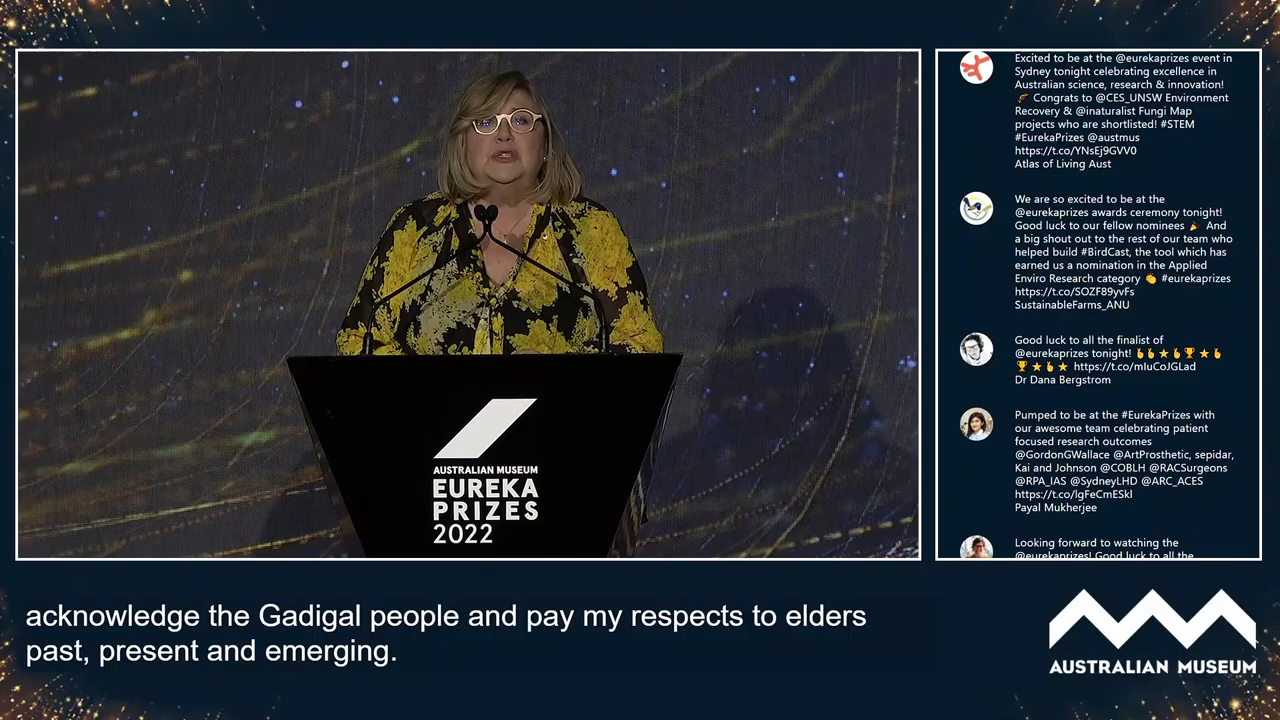 AUSTRALIAN MUSEUM
EUREKA
PRIZES
2022
Excited to be at the @eurekaprizes event in
Sydney tonight celebrating excellence in
Australian science, research & innovation!
Congrats to @CES_UNSW Environment
Recovery & @inaturalist Fungi Map
projects who are shortlisted! #STEM
#EurekaPrizes @austmus
https://t.co/YNsEj9GVV0
Atlas of Living Aust
We are so excited to be at the
@eurekaprizes awards ceremony tonight!
Good luck to our fellow nominees 🎉 And
a big shout out to the rest of our team who
helped build #BirdCast, the tool which has
earned us a nomination in the Applied
Enviro Research category 👏 #eurekaprizes
https://t.co/SOZF89yvFs
SustainableFarms_ANU
Good luck to all the finalist of
@eurekaprizes tonight!
https://t.co/mIuCoJGLad
Dr Dana Bergstrom
Pumped to be at the #EurekaPrizes with
our awesome team celebrating patient
focused research outcomes
@GordonGWallace @ArtProsthetic, sepidar,
Kai and Johnson @COBLH @RACSurgeons
@RPA_IAS @SydneyLHD @ARC_ACES
https://t.co/lgFeCmESkl
Payal Mukherjee
Looking forward to watching the
@eurekaprizes! Good luck to all the
acknowledge the Gadigal people and pay my respects to elders
past, present and emerging.
AUSTRALIAN MUSEUM